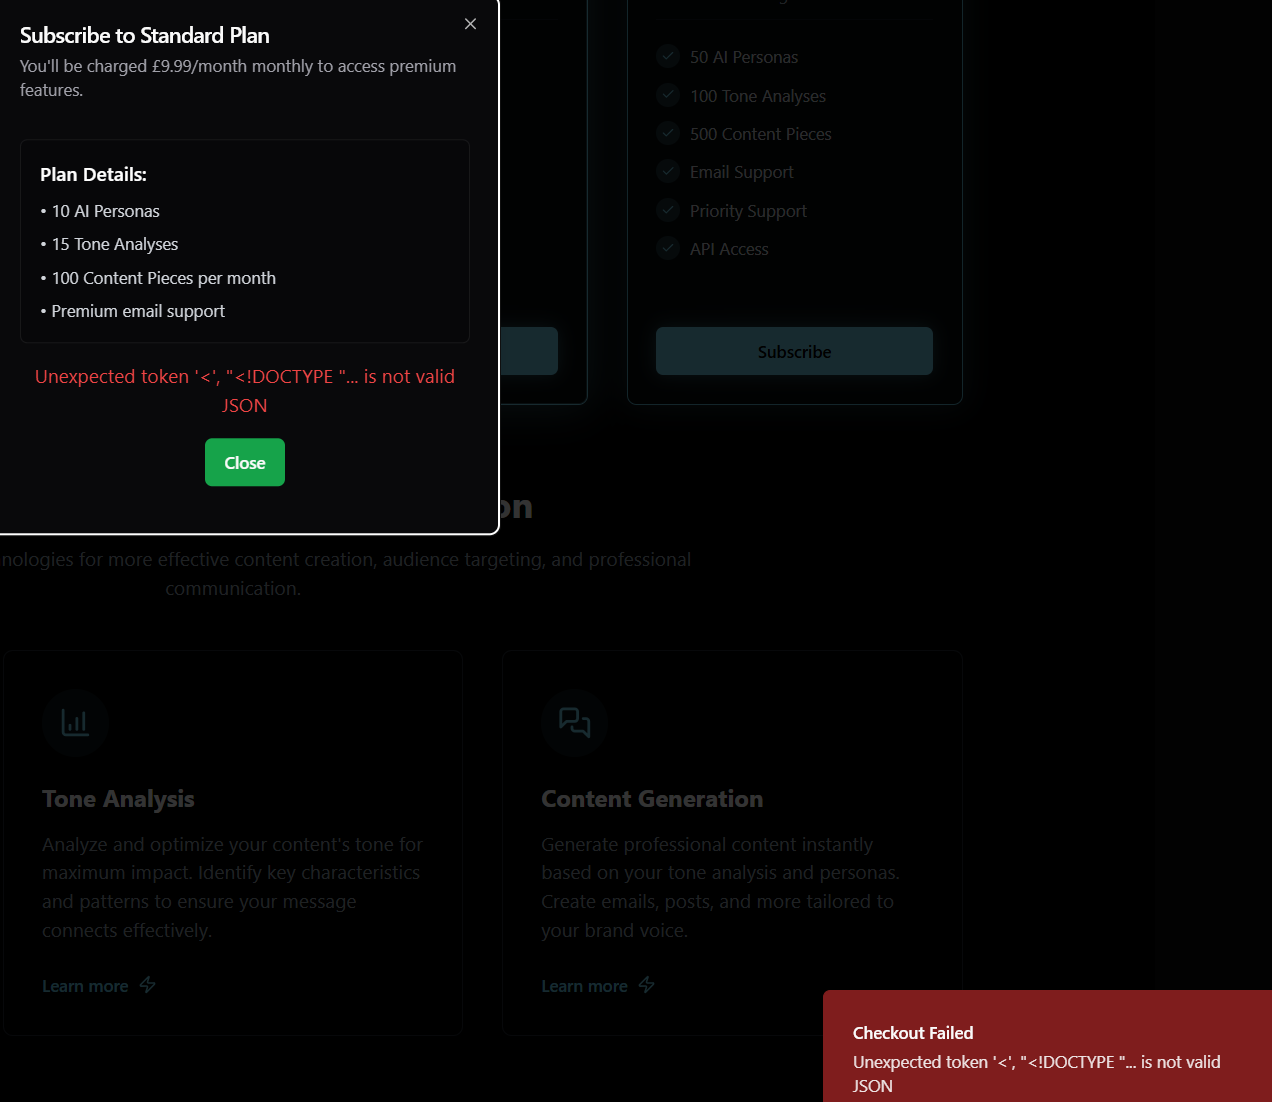 Subscribe to Standard Plan
You'll be charged £9.99/month monthly to access premium
features.
Plan Details:
• 10 AI Personas
• 15 Tone Analyses
• 100 Content Pieces per month
• Premium email support
Unexpected token '<', "<!DOCTYPE "... is not valid
JSON
Close
50 AI Personas
100 Tone Analyses
500 Content Pieces
Email Support
Priority Support
API Access
Subscribe
on
nologies for more effective content creation, audience targeting, and professional
communication.
Tone Analysis
Analyze and optimize your content's tone for
maximum impact. Identify key characteristics
and patterns to ensure your message
connects effectively.
Learn more
Content Generation
Generate professional content instantly
based on your tone analysis and personas.
Create emails, posts, and more tailored to
your brand voice.
Learn more
Checkout Failed
Unexpected token '<', "<!DOCTYPE "... is not valid
JSON